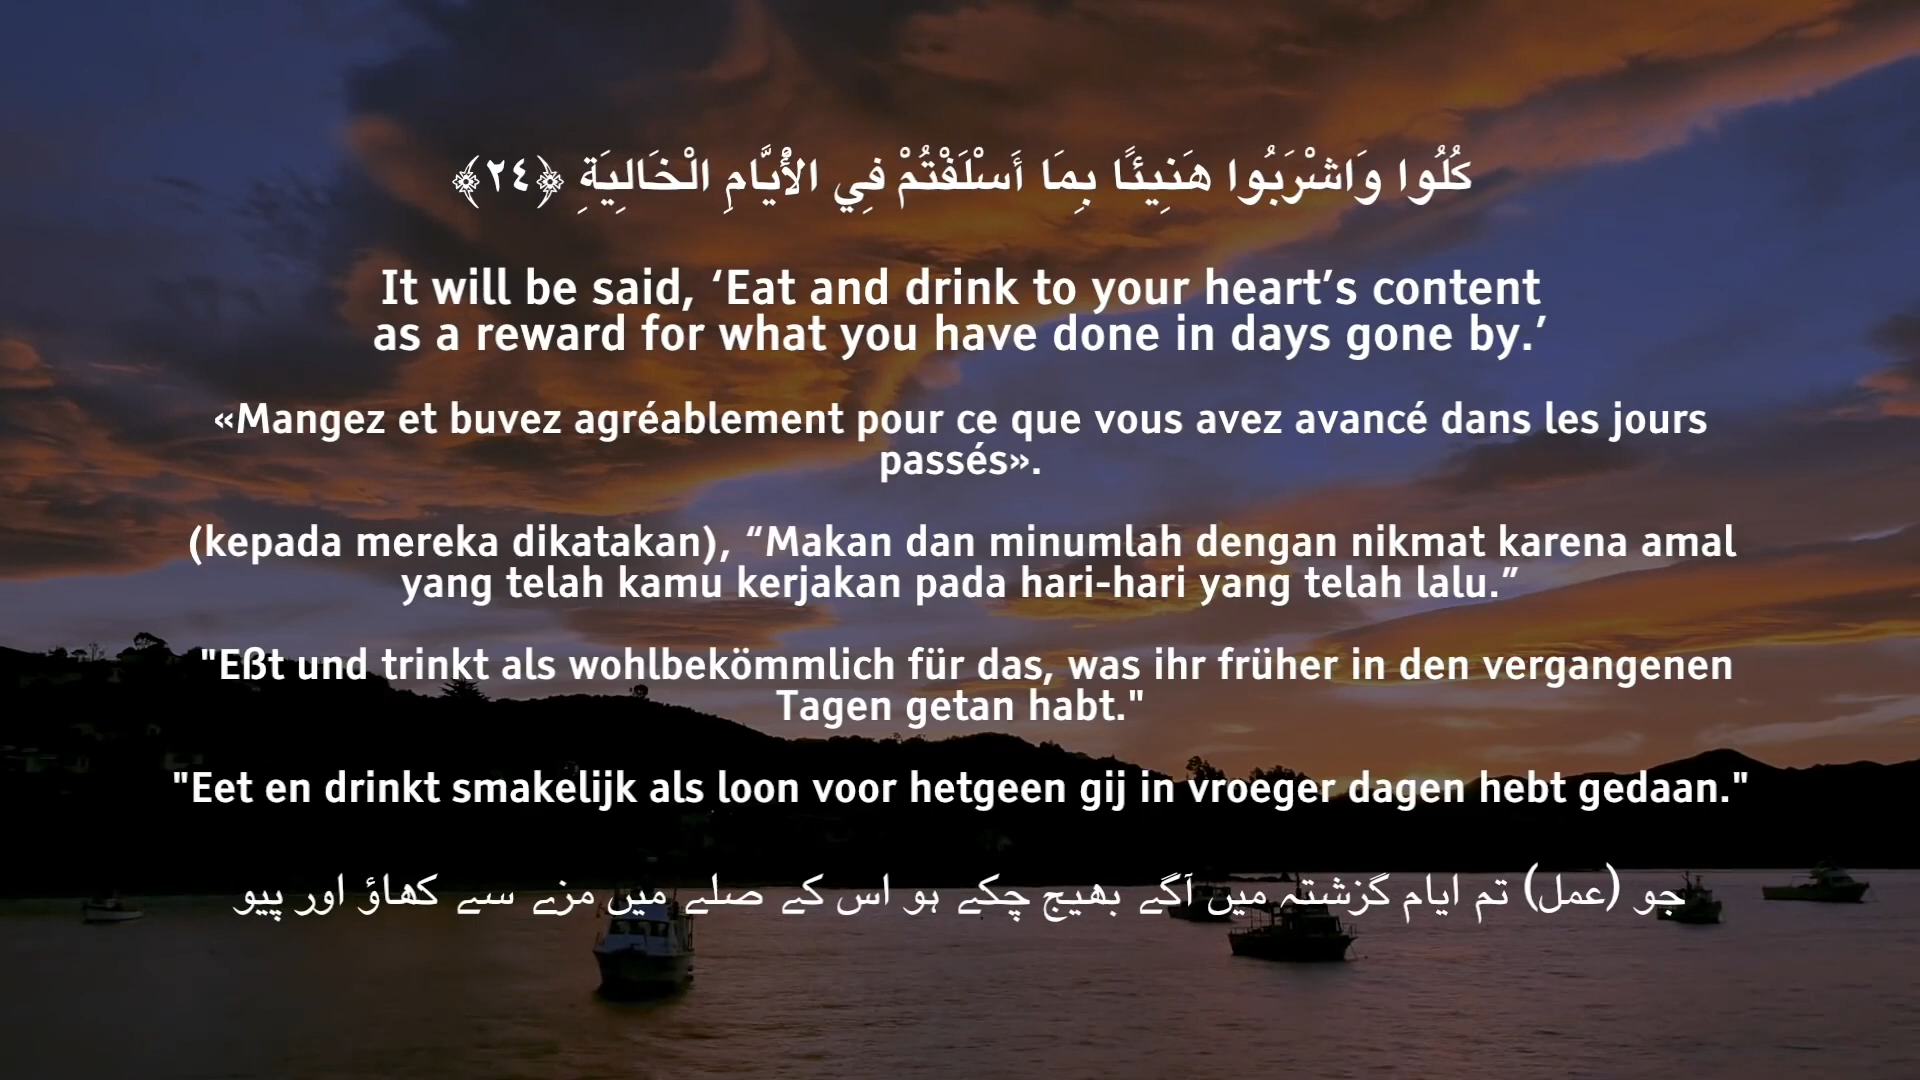 كُلُوا وَاشْرَبُوا هَنِيئًا بِمَا أَسْلَفْتُمْ فِي الْأَيَّامِ الْخَالِيَةِ ﴿٢٤﴾
It will be said, ‘Eat and drink to your heart’s content
as a reward for what you have done in days gone by.’
«Mangez et buvez agréablement pour ce que vous avez avancé dans les jours
passés».
(kepada mereka dikatakan), “Makan dan minumlah dengan nikmat karena amal
yang telah kamu kerjakan pada hari-hari yang telah lalu.”
"Eßt und trinkt als wohlbekömmlich für das, was ihr früher in den vergangenen
Tagen getan habt."
"Eet en drinkt smakelijk als loon voor hetgeen gij in vroeger dagen hebt gedaan."
جو (عمل) تم ایام گزشتہ میں آگے بھیج چکے ہو اس کے صلے میں مزے سے کھاؤ اور پیو